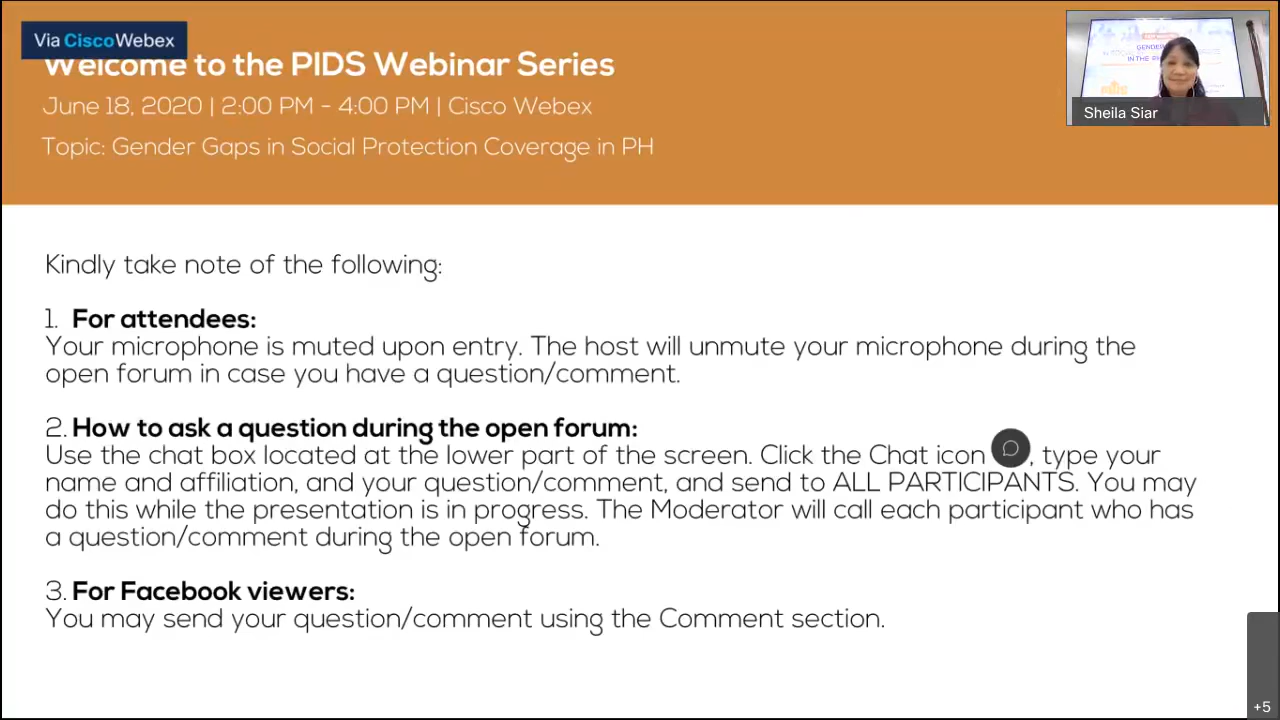 Via Cisco Webex
Welcome to the PIDS Webinar Series
June 18, 2020 | 2:00 PM - 4:00 PM | Cisco Webex
Topic: Gender Gaps in Social Protection Coverage in PH
Sheila Siar
Kindly take note of the following:
1. For attendees:
Your microphone is muted upon entry. The host will unmute your microphone during the
open forum in case you have a question/comment.
2. How to ask a question during the open forum:
Use the chat box located at the lower part of the screen. Click the Chat icon , type your
name and affiliation, and your question/comment, and send to ALL PARTICIPANTS. You may
do this while the presentation is in progress. The Moderator will call each participant who has
a question/comment during the open forum.
3. For Facebook viewers:
You may send your question/comment using the Comment section.
+5